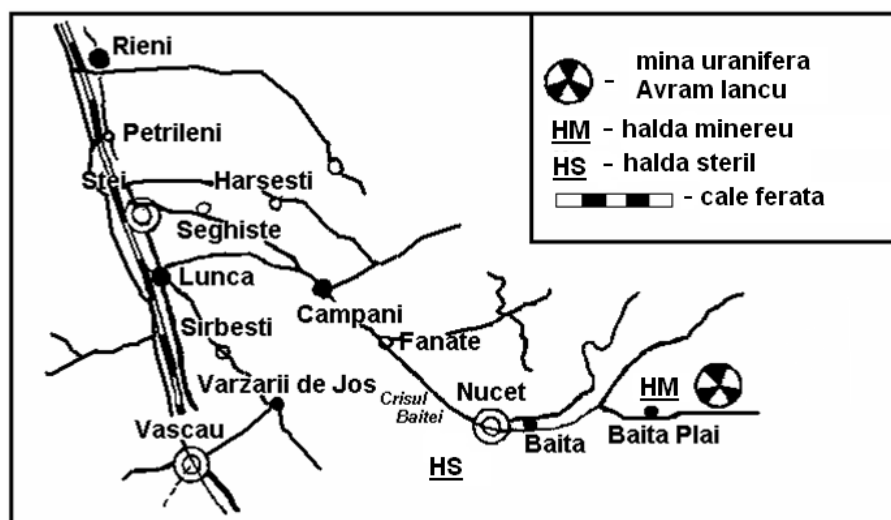 Rieni
Petrileni
Stei
Harsesti
Seghiste
Lunca
Campani
Sirbesti
Fanate
Varzarii de Jos
Crisul
Baitei
Nucet
Vascau
HM
Baita
Baita Plai
HS
- mina uranifera
Avram Iancu
HM - halda minereu
HS - halda steril
- cale ferata